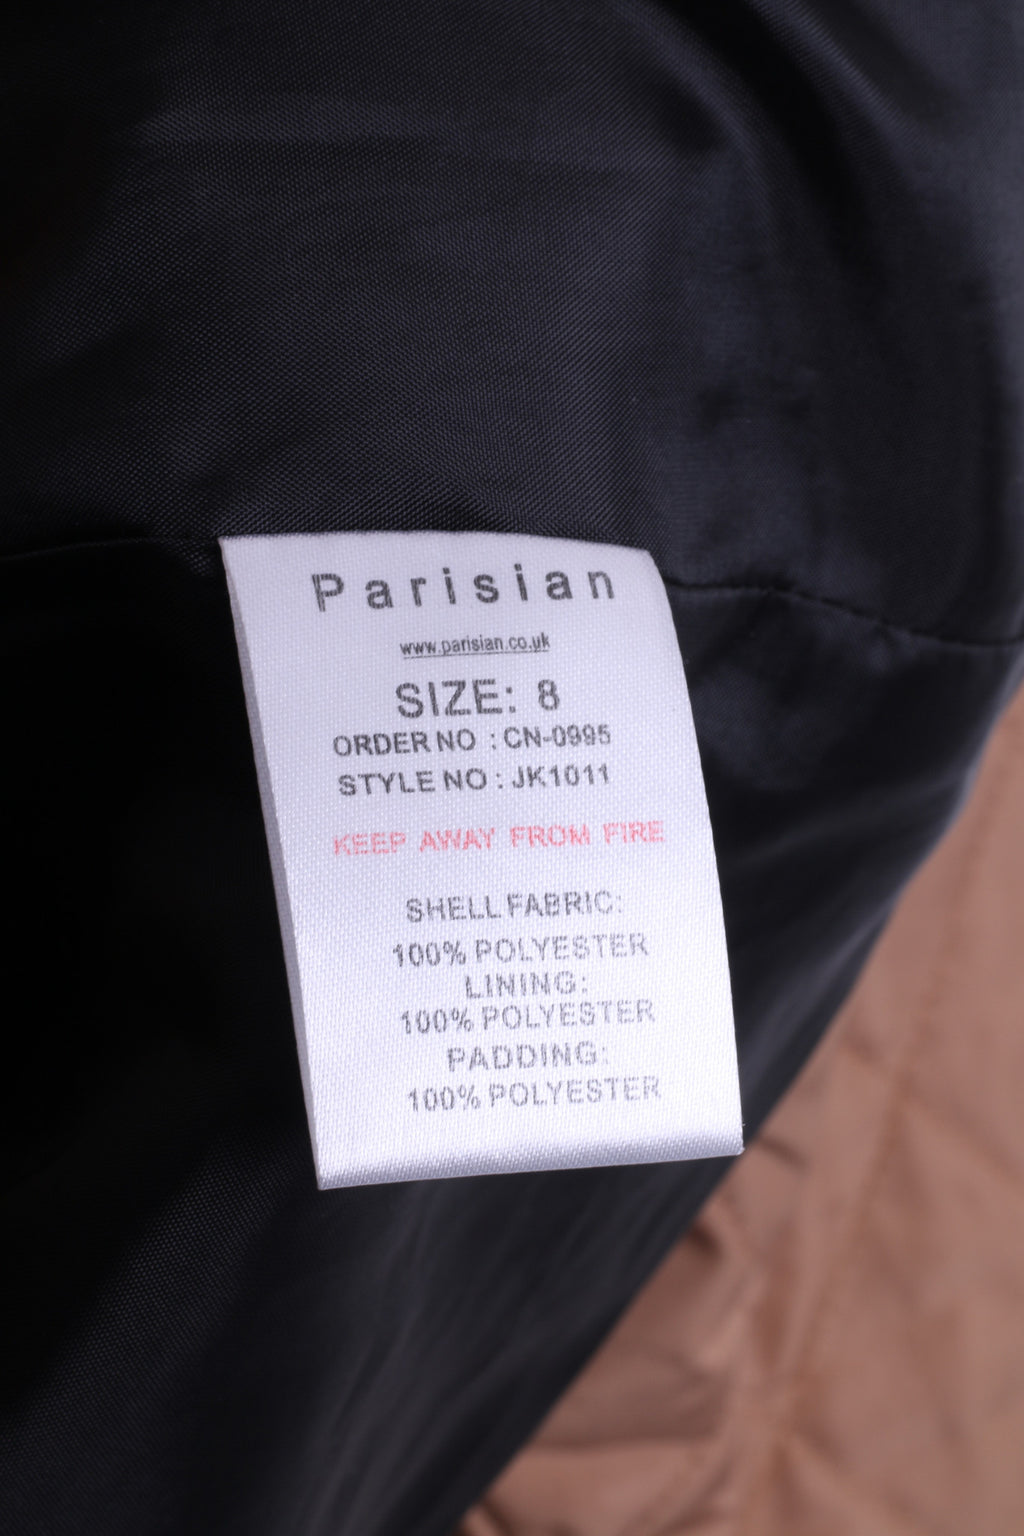 Parisian
www.parisian.co.uk
SIZE: 8
ORDER NO : CN-0995
STYLE NO : JK1011
KEEP AWAY FROM FIRE
SHELL FABRIC:
100% POLYESTER
LINING:
100% POLYESTER
PADDING:
100% POLYESTER